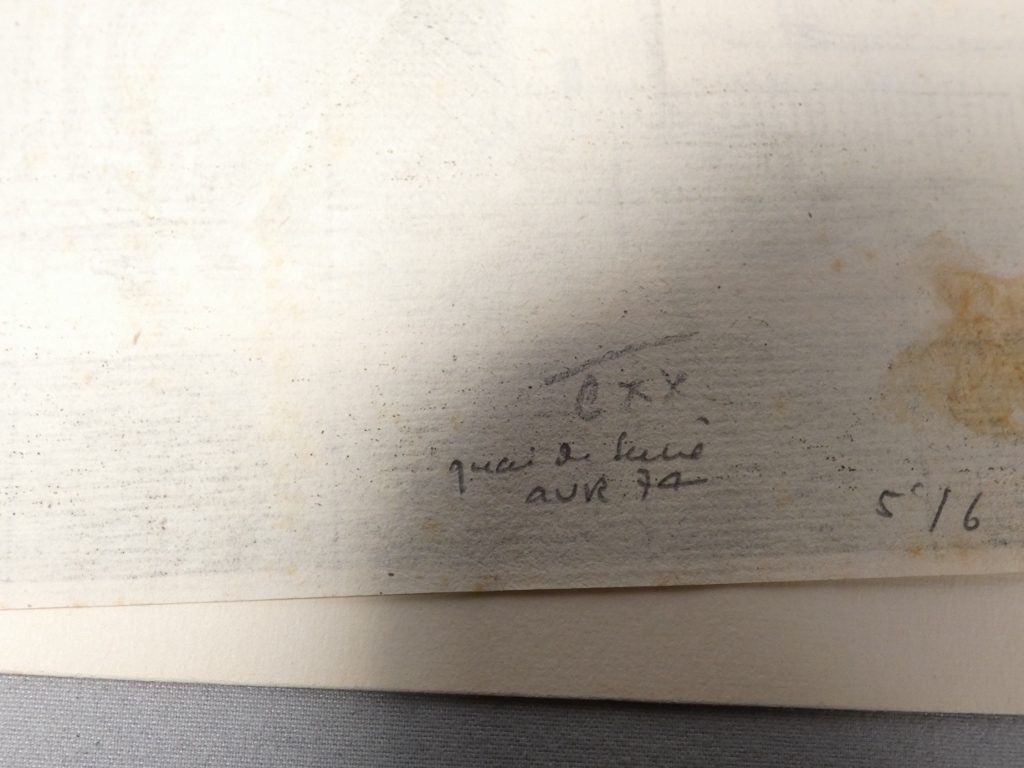 CXX
quai de Seine
avr. 74
5° / 6